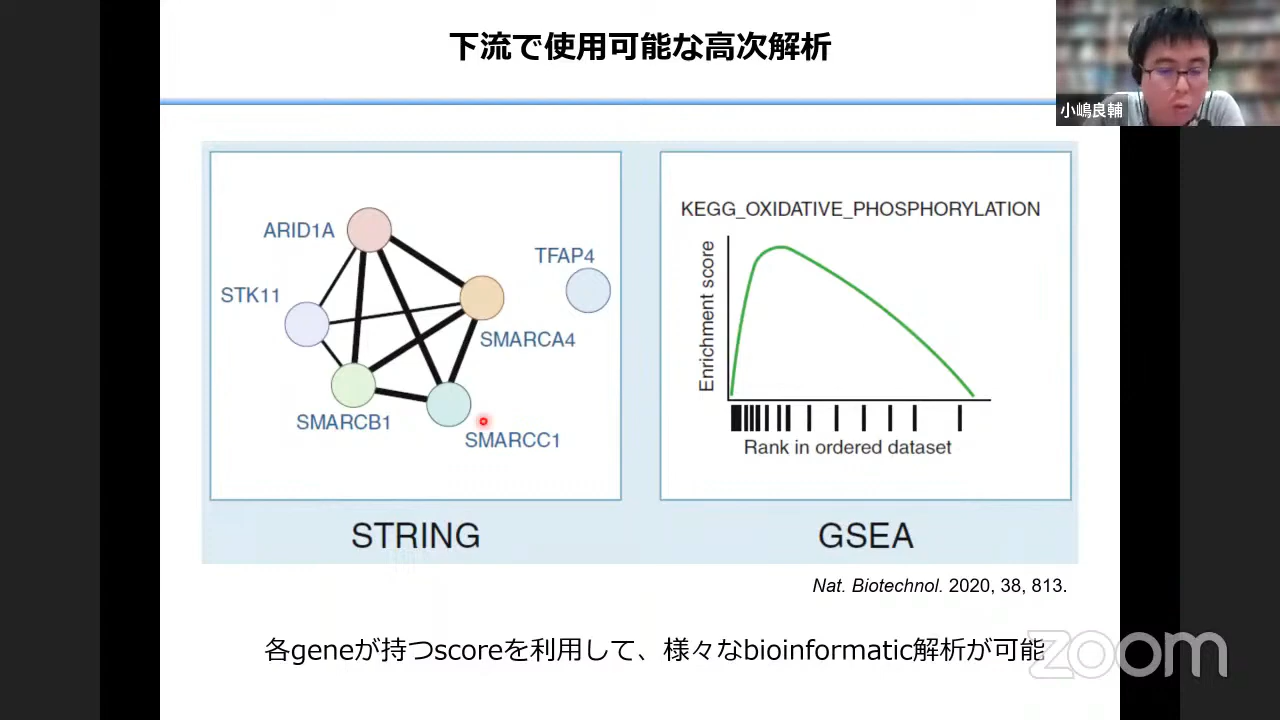 下流で使用可能な高次解析
小嶋良輔
ARID1A
STK11
TFAP4
SMARCA4
SMARCB1
SMARCC1
STRING
KEGG_OXIDATIVE_PHOSPHORYLATION
Enrichment score
Rank in ordered dataset
GSEA
Nat. Biotechnol. 2020, 38, 813.
各geneが持つscoreを利用して、様々なbioinformatic解析が可能
zoom